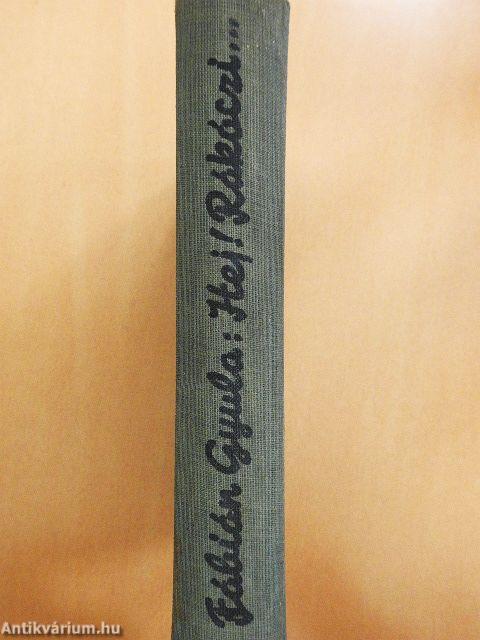 Fábián Gyula: Hej! Rákóczi...
Antikvárium.hu